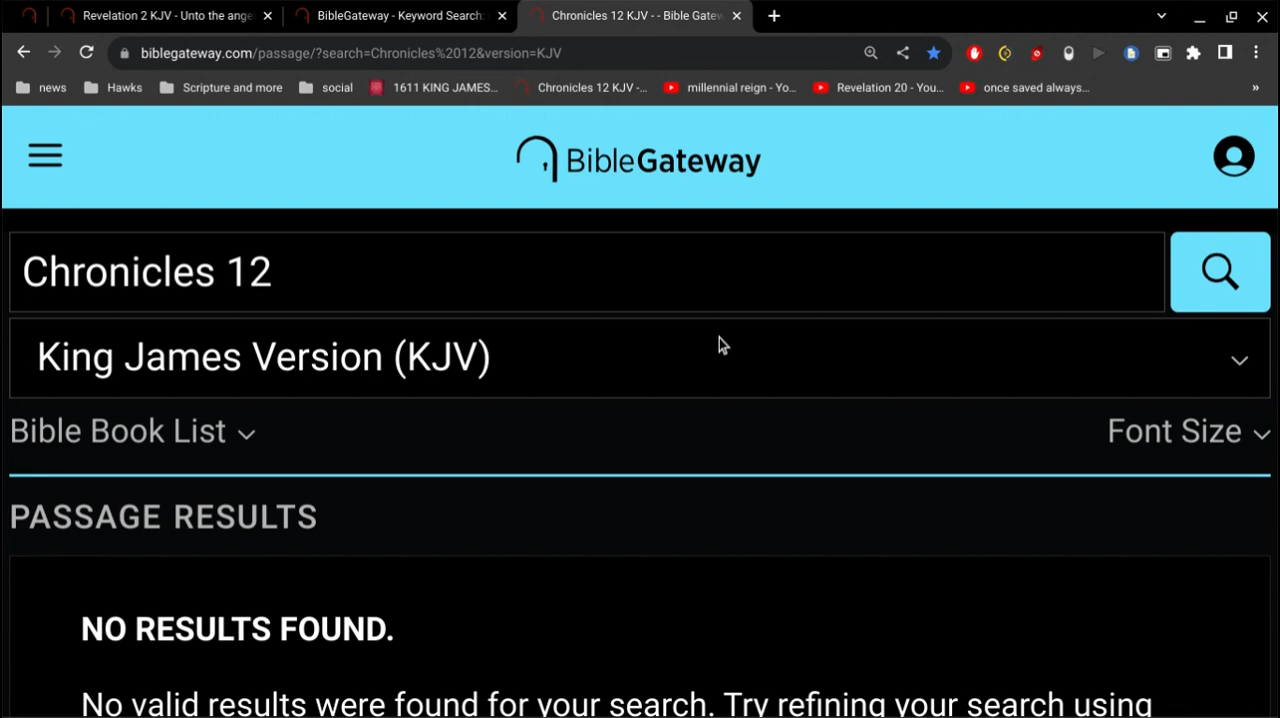 Revelation 2 KJV - Unto the ange
BibleGateway - Keyword Search:
Chronicles 12 KJV - - Bible Gatew
biblegateway.com/passage/?search=Chronicles%2012&version=KJV
news
Hawks
Scripture and more
social
1611 KING JAMES...
Chronicles 12 KJV -...
millennial reign - Yo...
Revelation 20 - You...
once saved always...
»
BibleGateway
Chronicles 12
King James Version (KJV)
Bible Book List
Font Size
PASSAGE RESULTS
NO RESULTS FOUND.
No valid results were found for your search. Try refining your search using